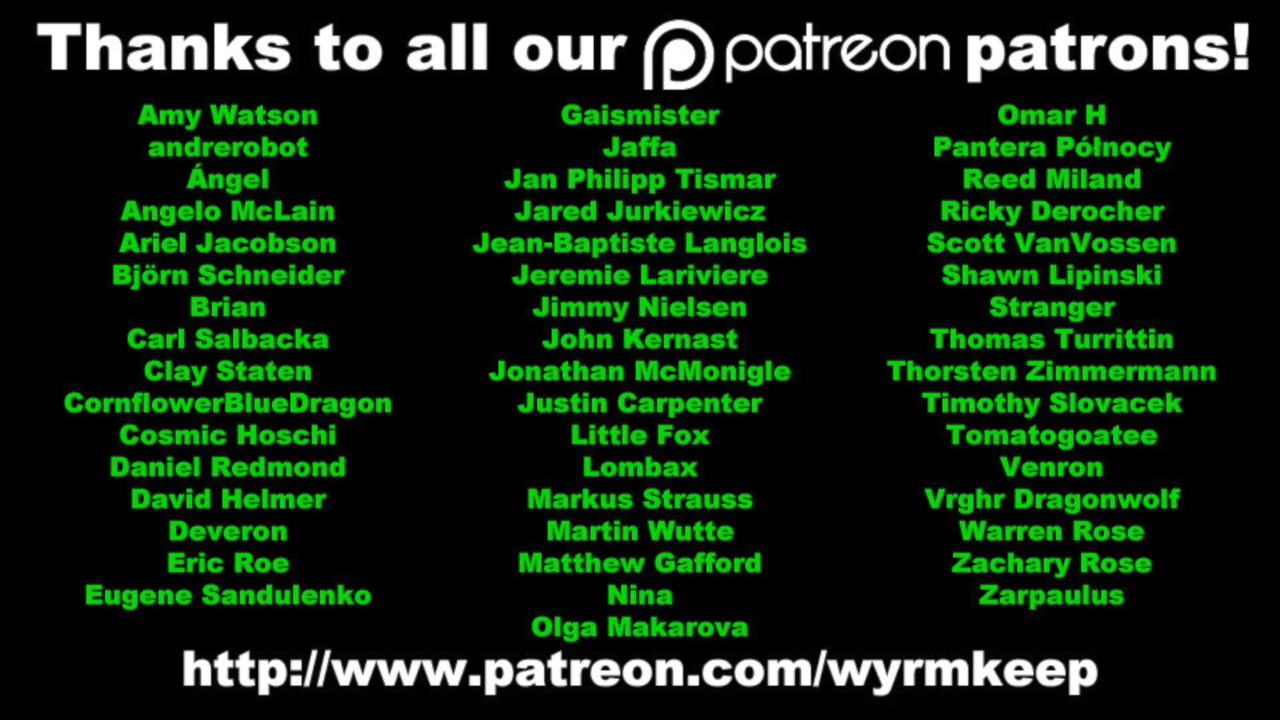 Thanks to all our patreon patrons!
Amy Watson
andrerobot
Ángel
Angelo McLain
Ariel Jacobson
Björn Schneider
Brian
Carl Salbacka
Clay Staten
CornflowerBlueDragon
Cosmic Hoschi
Daniel Redmond
David Helmer
Deveron
Eric Roe
Eugene Sandulenko
Gaismister
Jaffa
Jan Philipp Tismar
Jared Jurkiewicz
Jean-Baptiste Langlois
Jeremie Lariviere
Jimmy Nielsen
John Kernast
Jonathan McMonigle
Justin Carpenter
Little Fox
Lombax
Markus Strauss
Martin Wutte
Matthew Gafford
Nina
Olga Makarova
Omar H
Pantera Północy
Reed Miland
Ricky Derocher
Scott VanVossen
Shawn Lipinski
Stranger
Thomas Turrittin
Thorsten Zimmermann
Timothy Slovacek
Tomatogoatee
Venron
Vrghr Dragonwolf
Warren Rose
Zachary Rose
Zarpaulus
http://www.patreon.com/wyrmkeep